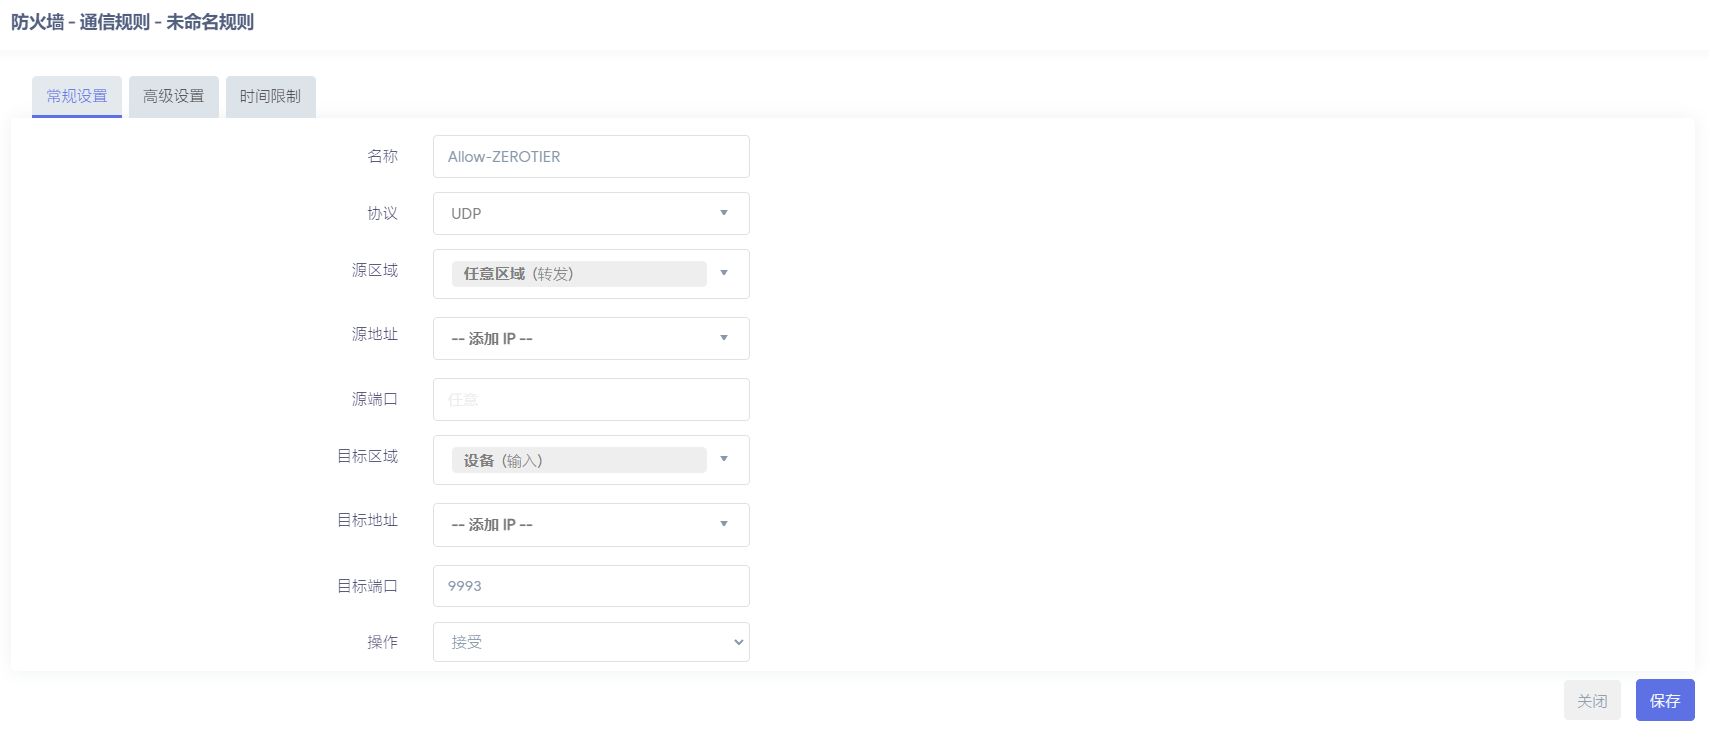 防火墙 - 通信规则 - 未命名规则
常规设置 高级设置 时间限制
名称 Allow-ZEROTIER
协议 UDP
源区域 任意区域 (转发)
源地址 -- 添加 IP --
源端口 任意
目标区域 设备 (输入)
目标地址 -- 添加 IP --
目标端口 9993
操作 接受
关闭 保存